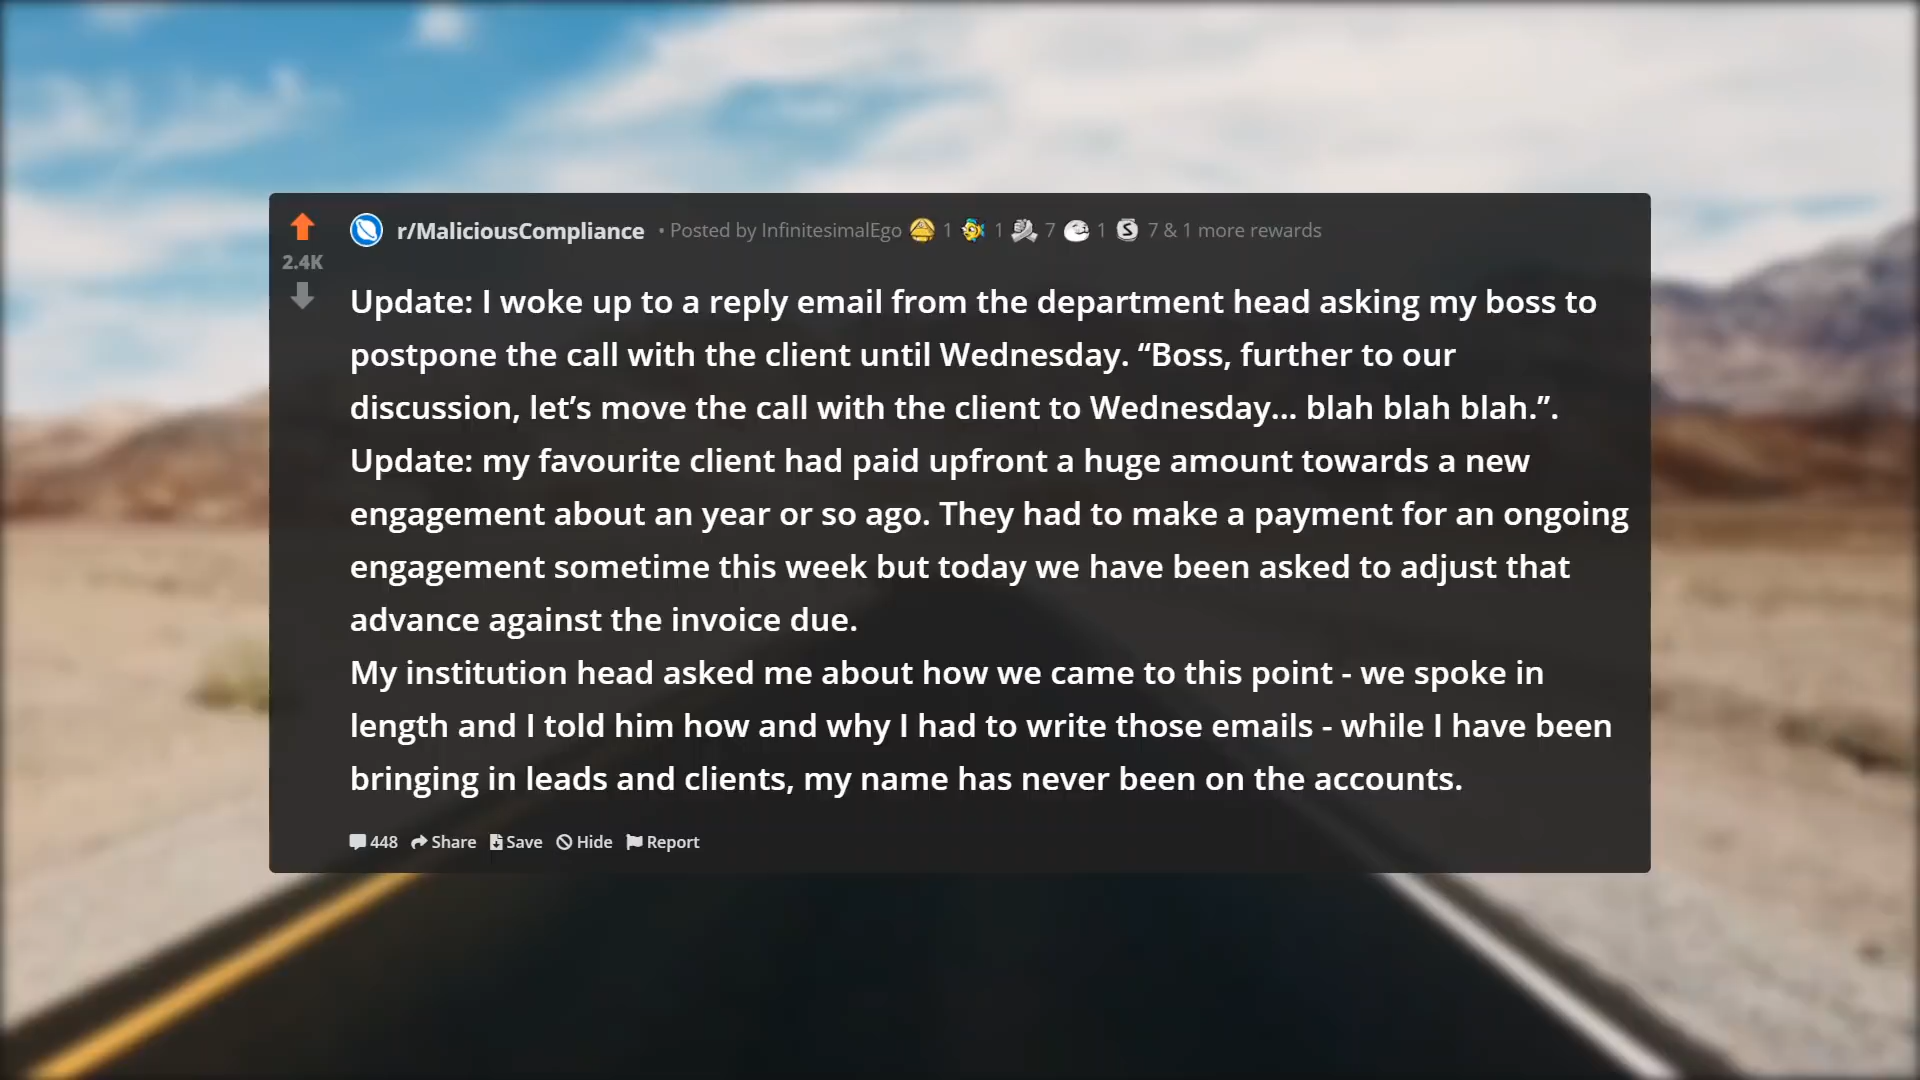 r/MaliciousCompliance • Posted by InfinitesimalEgo 1 1 7 1 7 & 1 more rewards
2.4K
Update: I woke up to a reply email from the department head asking my boss to
postpone the call with the client until Wednesday. “Boss, further to our
discussion, let’s move the call with the client to Wednesday... blah blah blah.”.
Update: my favourite client had paid upfront a huge amount towards a new
engagement about an year or so ago. They had to make a payment for an ongoing
engagement sometime this week but today we have been asked to adjust that
advance against the invoice due.
My institution head asked me about how we came to this point - we spoke in
length and I told him how and why I had to write those emails - while I have been
bringing in leads and clients, my name has never been on the accounts.
448 Share Save Hide Report